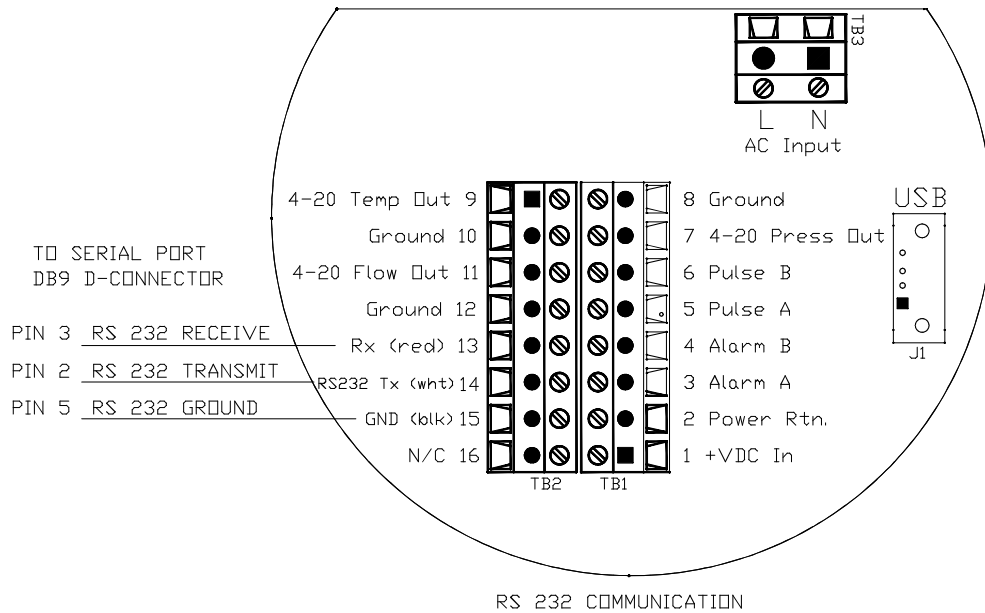 TB3
L N
AC Input
USB
J1
4-20 Temp Out 9
Ground 10
4-20 Flow Out 11
Ground 12
Rx (red) 13
RS232 Tx (wht) 14
GND (blk) 15
N/C 16
8 Ground
7 4-20 Press Out
6 Pulse B
5 Pulse A
4 Alarm B
3 Alarm A
2 Power Rtn.
1 +VDC In
TB2 TB1
TO SERIAL PORT
DB9 D-CONNECTOR
PIN 3 RS 232 RECEIVE
PIN 2 RS 232 TRANSMIT
PIN 5 RS 232 GROUND
RS 232 COMMUNICATION